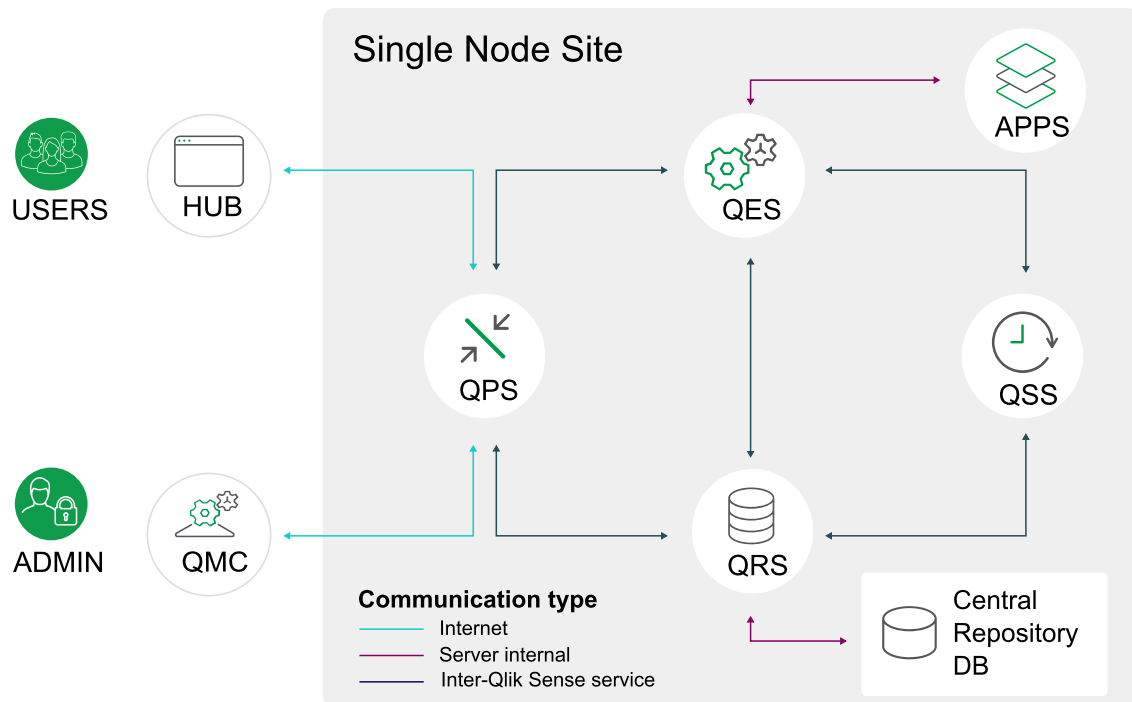 Single Node Site
APPS
USERS
HUB
QES
QPS
QSS
ADMIN
QMC
QRS
Communication type
Internet
Server internal
Inter-Qlik Sense service
Central
Repository
DB